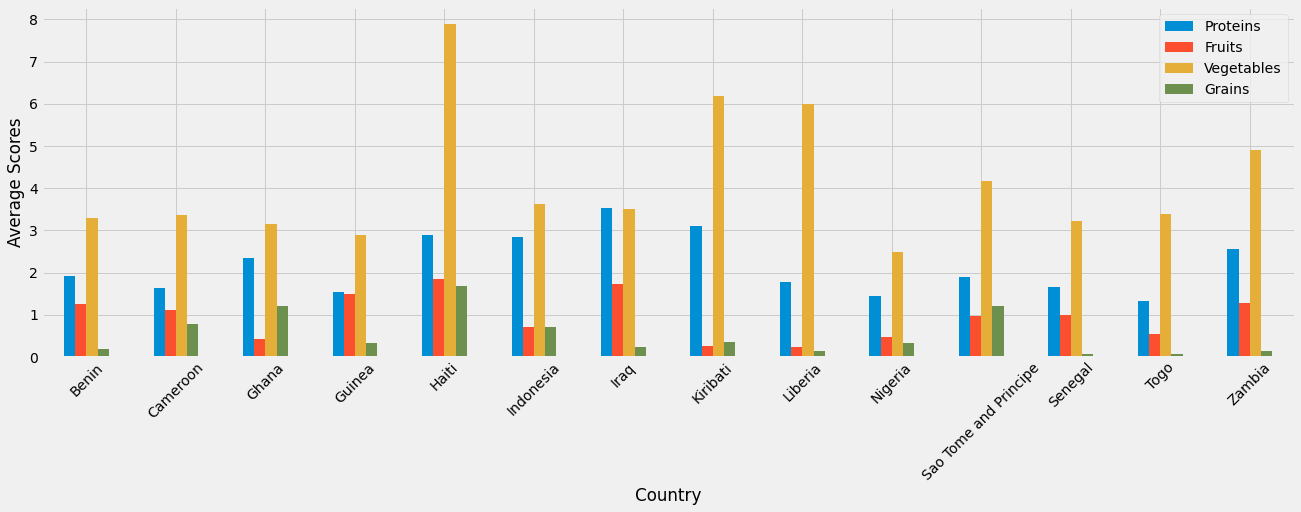 8
7
6
5
4
3
2
1
0
Average Scores
Proteins
Fruits
Vegetables
Grains
Benin
Cameroon
Ghana
Guinea
Haiti
Indonesia
Iraq
Kiribati
Liberia
Nigeria
Sao Tome and Principe
Senegal
Togo
Zambia
Country